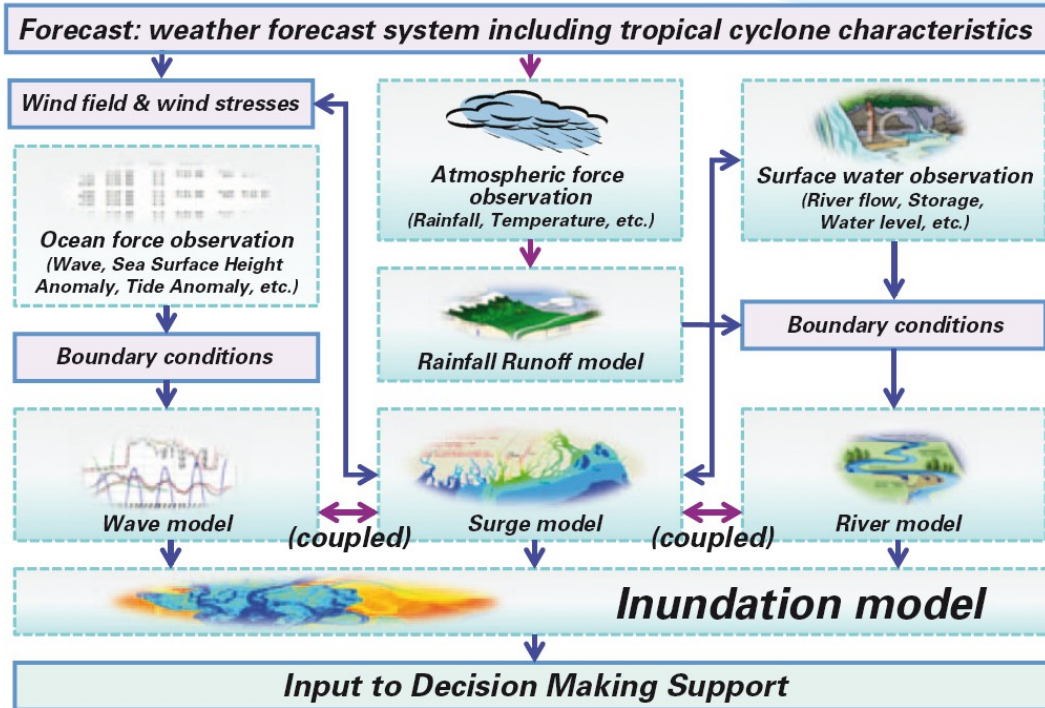 Forecast: weather forecast system including tropical cyclone characteristics
Wind field & wind stresses
Ocean force observation
(Wave, Sea Surface Height
Anomaly, Tide Anomaly, etc.)
Boundary conditions
Atmospheric force
observation
(Rainfall, Temperature, etc.)
Rainfall Runoff model
Surface water observation
(River flow, Storage,
Water level, etc.)
Boundary conditions
Wave model
(coupled)
Surge model
(coupled)
River model
Inundation model
Input to Decision Making Support